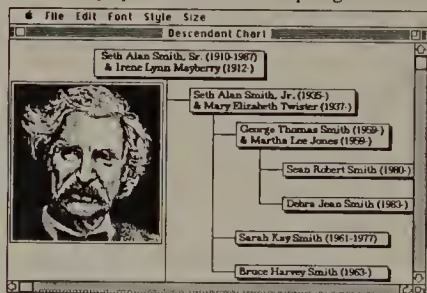 File Edit Font Style Size
Descendant Chart
Seth Alan Smith, Sr. (1910-1987)
& Irene Lynn Mayberry (1912-)
Seth Alan Smith, Jr. (1935-)
& Mary Elizabeth Twister (1937-)
George Thomas Smith (1959-)
& Martha Lee Jones (1959-)
Sean Robert Smith (1980-)
Debra Jean Smith (1983-)
Sarah Kay Smith (1961-1977)
Bruce Harvey Smith (1963-)